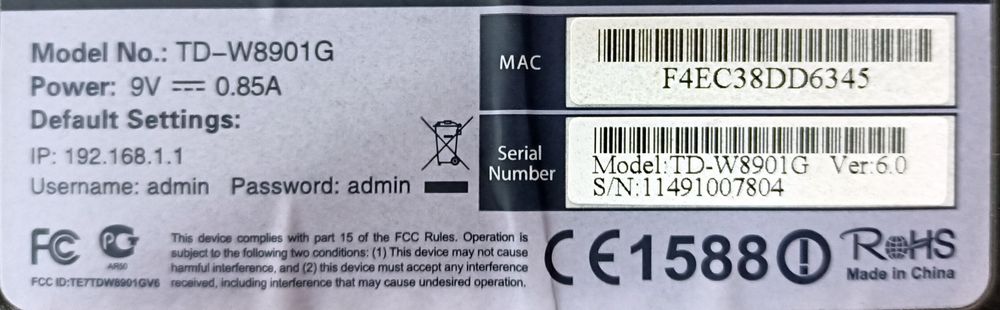 Model No.: TD-W8901G
Power: 9V 0.85A
Default Settings:
IP: 192.168.1.1
Username: admin Password: admin
MAC
F4EC38DD6345
Serial
Number
Model:TD-W8901G Ver:6.0
S/N:11491007804
FC
PG
AR50
FCC ID:TE7TDW8901GV6
This device complies with part 15 of the FCC Rules. Operation is
subject to the following two conditions: (1) This device may not cause
harmful interference, and (2) this device must accept any interference
received, including interference that may cause undesired operation.
CE1588
RoHS
Made in China